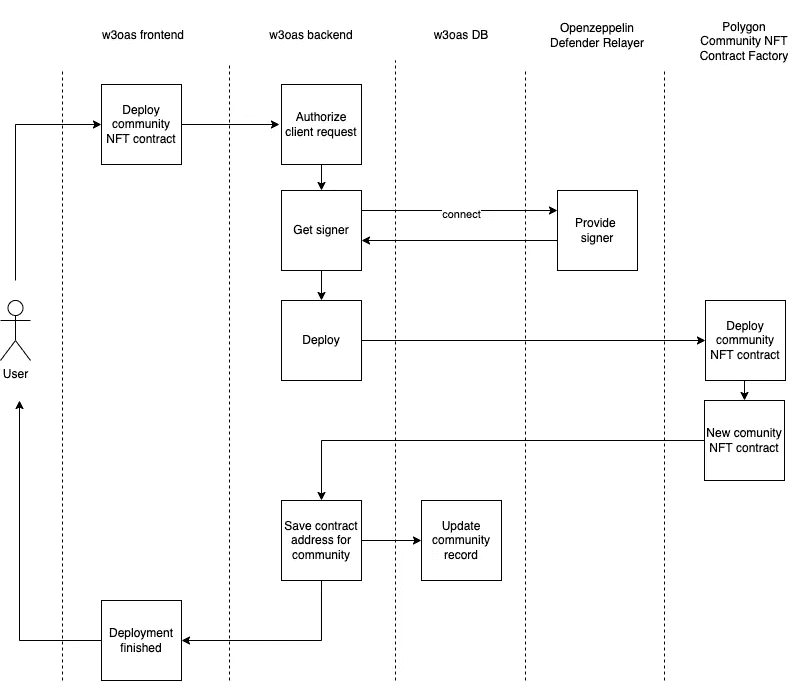 w3oas frontend
w3oas backend
w3oas DB
Openzeppelin
Defender Relayer
Polygon
Community NFT
Contract Factory
Deploy
community
NFT contract
Authorize
client request
Get signer
connect
Provide
signer
Deploy
Deploy
community
NFT contract
User
New comunity
NFT contract
Save contract
address for
community
Update
community
record
Deployment
finished